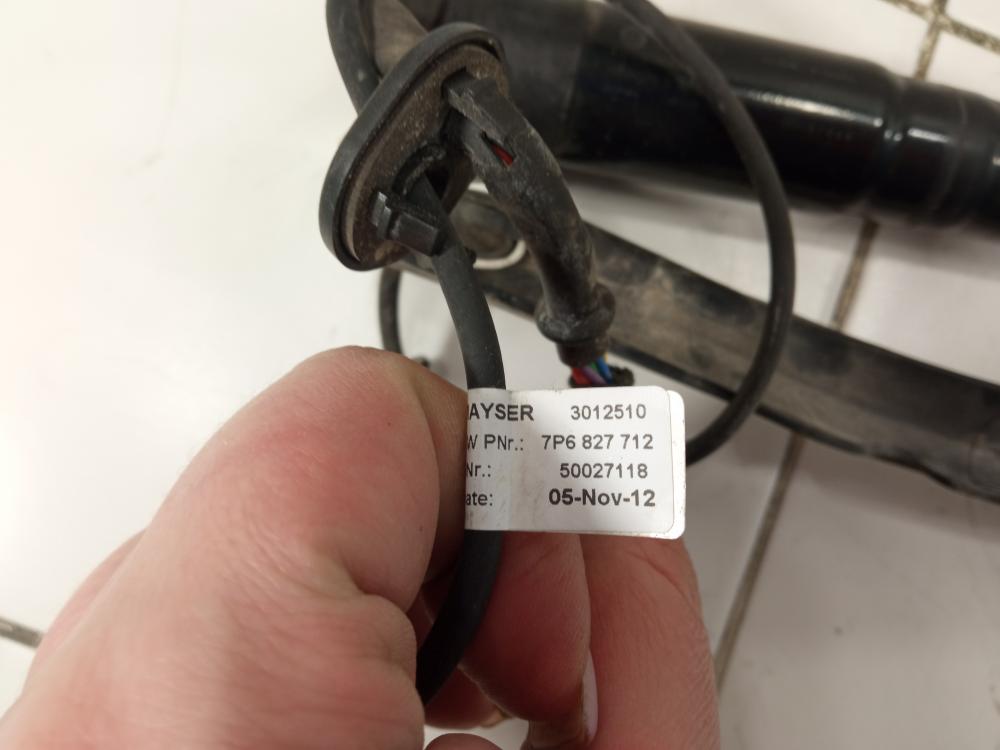 AYSER 3012510
W PNr.: 7P6 827 712
Nr.: 50027118
ate: 05-Nov-12